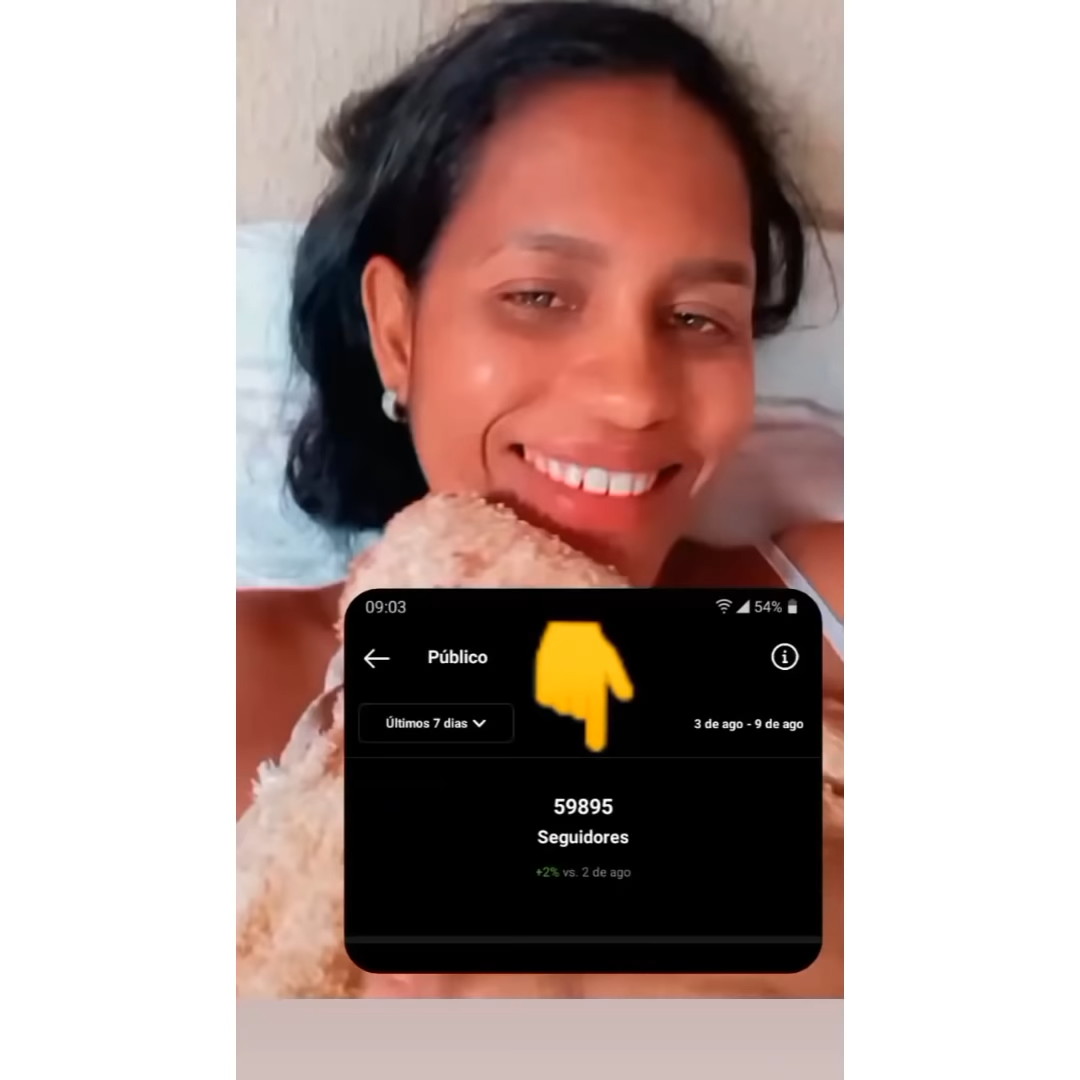 09:03 54%
Público
Últimos 7 dias 3 de ago - 9 de ago
59895
Seguidores
+2% vs. 2 de ago